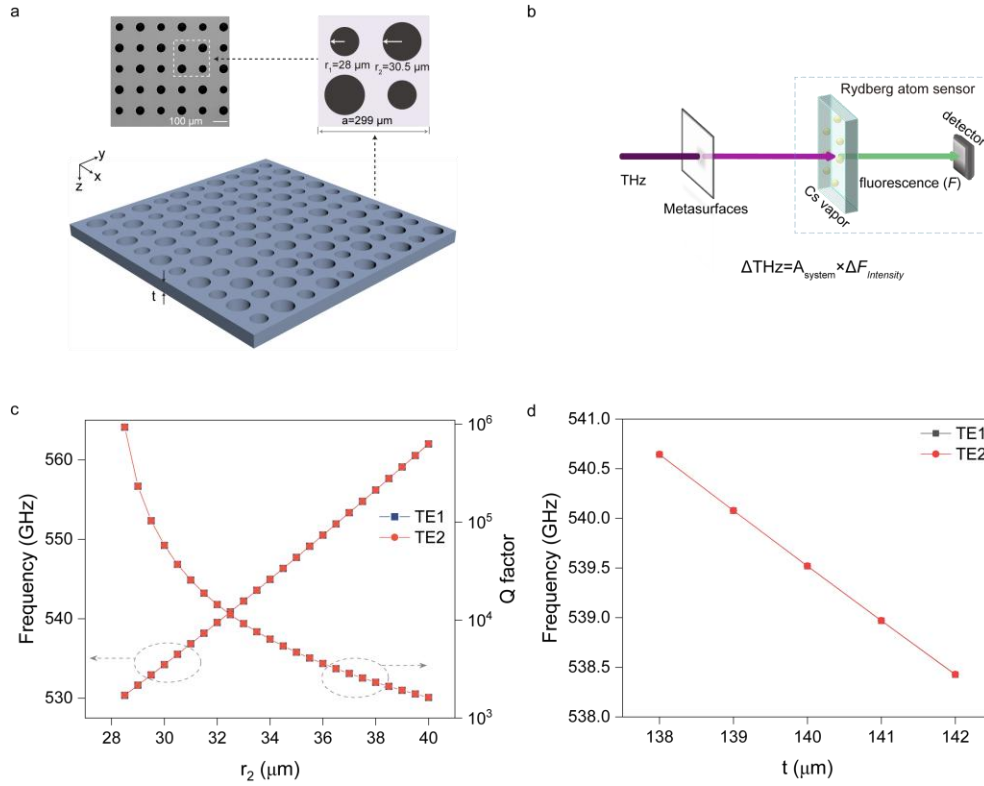 a
r₁=28 μm
r₂=30.5 μm
100 μm
a=299 μm
y
x
z
t
b
Rydberg atom sensor
detector
THz
fluorescence (F)
Metasurfaces
Cs vapor
ΔTHz=A_system×ΔF_Intensity
c
10⁶
560
TE1
10⁵
550
TE2
Frequency (GHz)
Q factor
540
10⁴
530
10³
28 30 32 34 36 38 40
r₂ (μm)
d
541.0
TE1
TE2
540.5
540.0
Frequency (GHz)
539.5
539.0
538.5
538.0
138 139 140 141 142
t (μm)